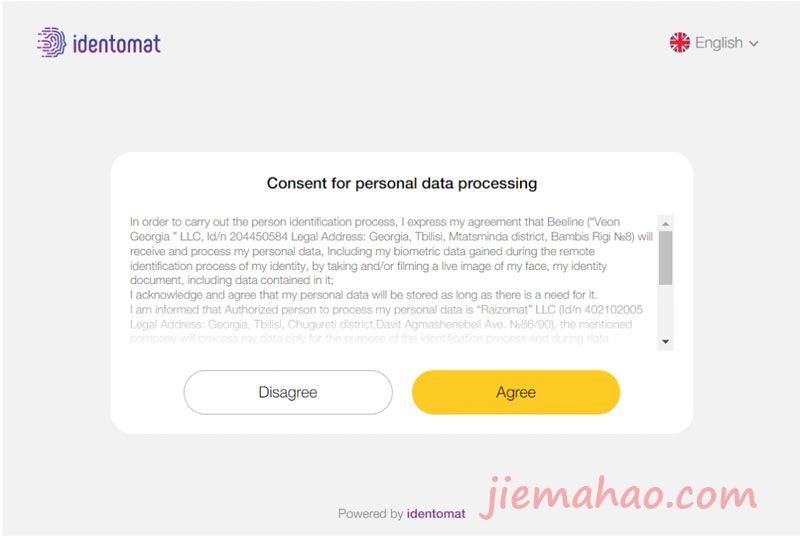 identomat
English
Consent for personal data processing
In order to carry out the person identification process, I express my agreement that Beeline (“Veon
Georgia ” LLC, Id/n 204450584 Legal Address: Georgia, Tbilisi, Mtatsminda district, Bambis Rigi №8) will
receive and process my personal data, Including my biometric data gained during the remote
identification process of my identity, by taking and/or filming a live image of my face, my identity
document, including data contained in it;
I acknowledge and agree that my personal data will be stored as long as there is a need for it.
I am informed that Authorized person to process my personal data is “Raizomat” LLC (Id/n 402102005
Legal Address: Georgia, Tbilisi, Chugureti district,Davit Agmashenebeli Ave. №86/90), the mentioned
company will process my data only for the purpose of the identification process and during data
Disagree
Agree
jiemahao.com
Powered by identomat